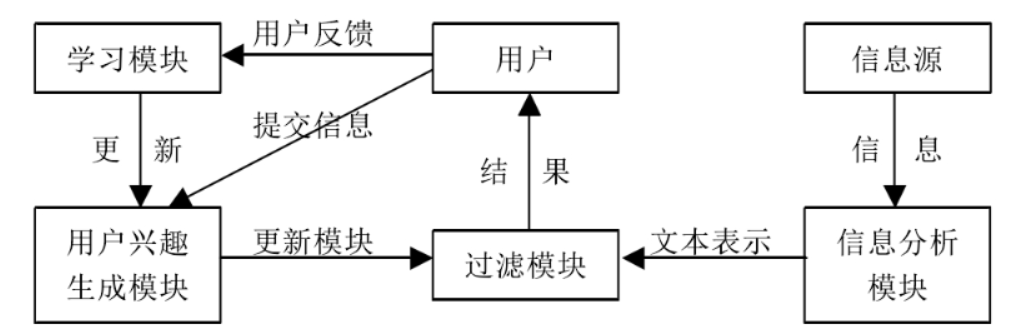 学习模块
用户反馈
用户
信息源
提交信息
更 新
结 果
信 息
用户兴趣
生成模块
更新模块
过滤模块
文本表示
信息分析
模块